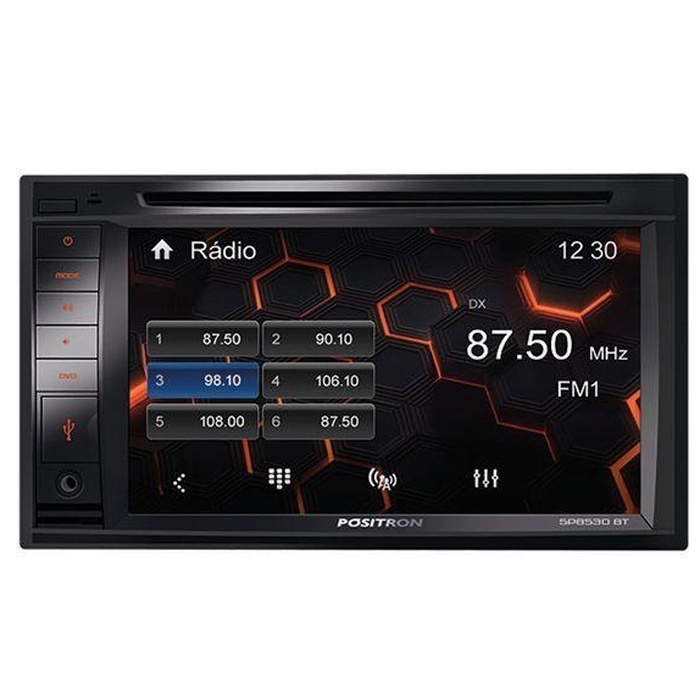 Rádio
12 30
MODE
DVD
DX
87.50 MHz
FM1
1 87.50
2 90.10
3 98.10
4 106.10
5 108.00
6 87.50
POSITRON
SP8530 BT